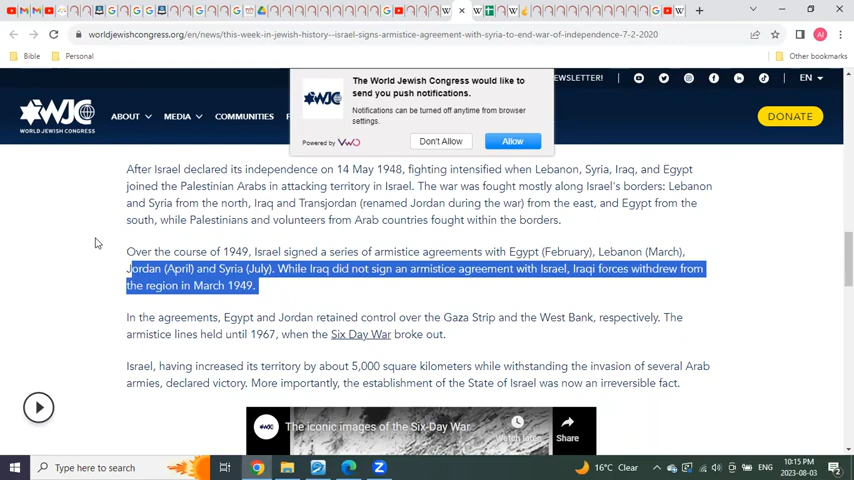 worldjewishcongress.org/en/news/this-week-in-jewish-history--israel-signs-armistice-agreement-with-syria-to-end-war-of-independence-7-2-2020
Bible
Personal
Other bookmarks
The World Jewish Congress would like to
send you push notifications.
Notifications can be turned off anytime from browser
settings.
Powered by VWO
Don't Allow
Allow
NEWSLETTER!
EN
WJC
WORLD JEWISH CONGRESS
ABOUT
MEDIA
COMMUNITIES
DONATE
After Israel declared its independence on 14 May 1948, fighting intensified when Lebanon, Syria, Iraq, and Egypt
joined the Palestinian Arabs in attacking territory in Israel. The war was fought mostly along Israel's borders: Lebanon
and Syria from the north, Iraq and Transjordan (renamed Jordan during the war) from the east, and Egypt from the
south, while Palestinians and volunteers from Arab countries fought within the borders.
Over the course of 1949, Israel signed a series of armistice agreements with Egypt (February), Lebanon (March),
Jordan (April) and Syria (July). While Iraq did not sign an armistice agreement with Israel, Iraqi forces withdrew from
the region in March 1949.
In the agreements, Egypt and Jordan retained control over the Gaza Strip and the West Bank, respectively. The
armistice lines held until 1967, when the Six Day War broke out.
Israel, having increased its territory by about 5,000 square kilometers while withstanding the invasion of several Arab
armies, declared victory. More importantly, the establishment of the State of Israel was now an irreversible fact.
The iconic images of the Six-Day War
Watch later
Share
Type here to search
16°C Clear
ENG
10:15 PM
2023-08-03
2